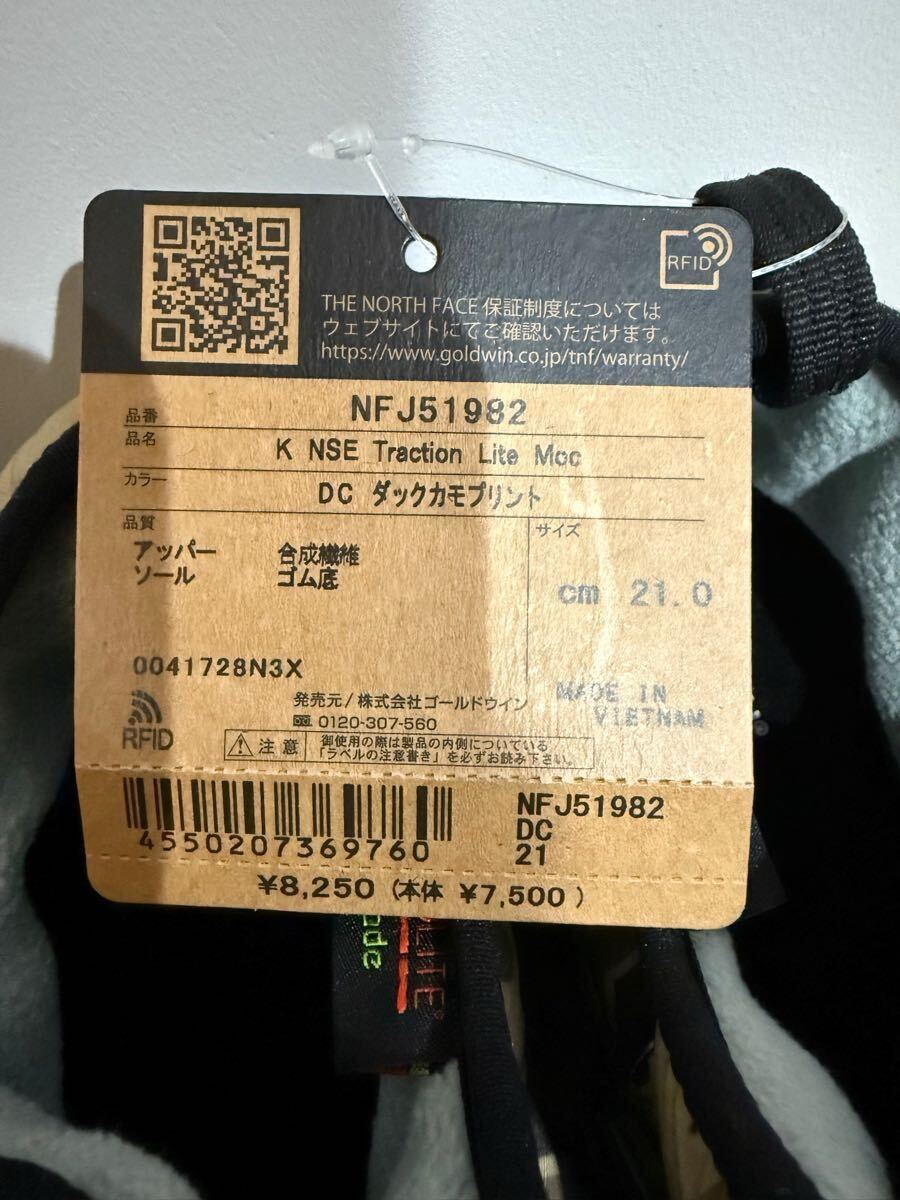 RFID
THE NORTH FACE 保証制度については
ウェブサイトにてご確認いただけます。
https://www.goldwin.co.jp/tnf/warranty/
品番 NFJ51982
品名 K NSE Traction Lite Moc
カラー DC ダックカモプリント
品質
アッパー 合成繊維
ソール ゴム底
サイズ
cm 21.0
0041728N3X
RFID
発売元/株式会社ゴールドウイン
0120-307-560
MADE IN
VIETNAM
注意
御使用の際は製品の内側についている
「ラベルの注意書き」を必ずお読み下さい。
4550207369760
NFJ51982
DC
21
¥8,250 (本体 ¥7,500 )
LITE